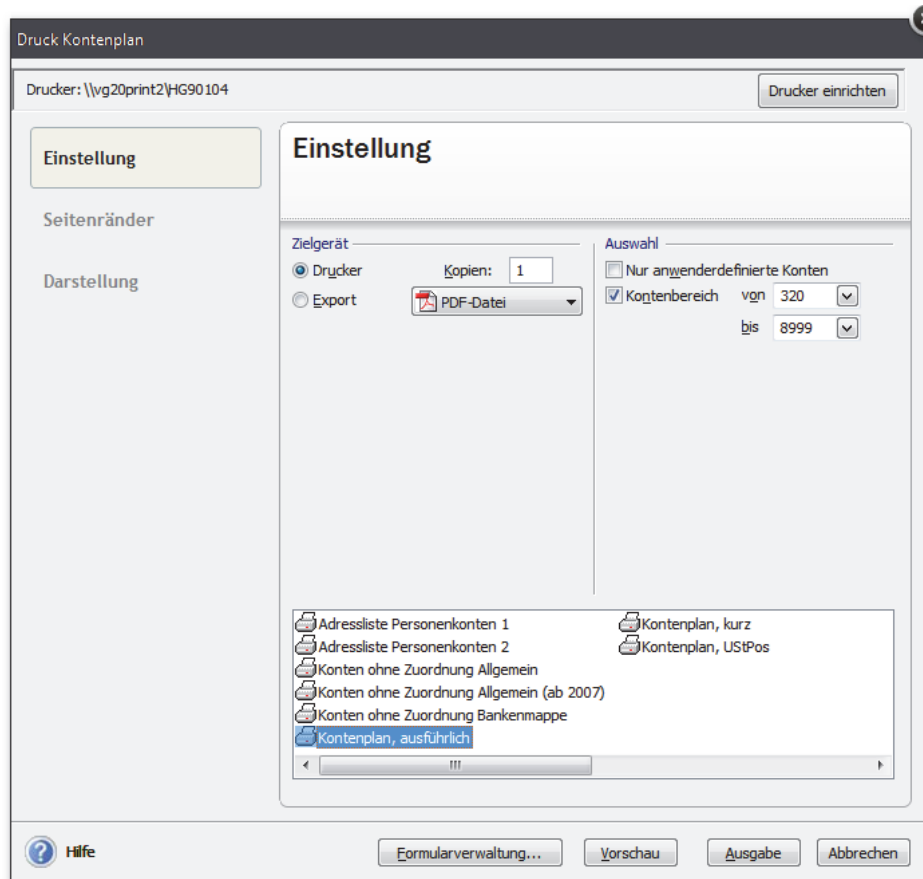 Druck Kontenplan
Drucker: \\vg20print2\HG90104
Drucker einrichten
Einstellung
Seitenränder
Darstellung
Einstellung
Zielgerät
Drucker Kopien: 1
Export PDF-Datei
Auswahl
Nur anwenderdefinierte Konten
Kontenbereich von 320
bis 8999
Adressliste Personenkonten 1
Adressliste Personenkonten 2
Konten ohne Zuordnung Allgemein
Konten ohne Zuordnung Allgemein (ab 2007)
Konten ohne Zuordnung Bankenmappe
Kontenplan, ausführlich
Kontenplan, kurz
Kontenplan, UStPos
Hilfe
Formularverwaltung... Vorschau Ausgabe Abbrechen